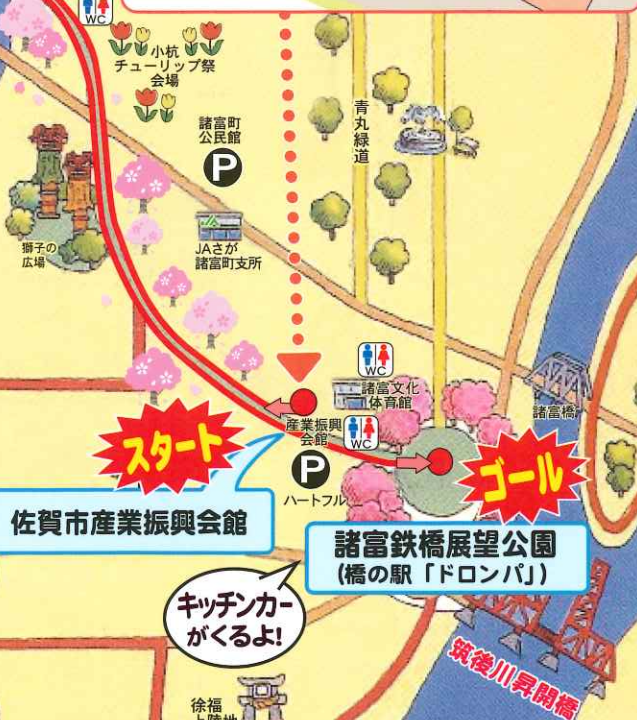 WC
小杭
チューリップ祭
会場
諸富町
公民館
P
青丸緑道
獅子の
広場
JAさが
諸富町支所
WC
諸富文化
体育館
諸富橋
産業振興
会館
WC
スタート
P
ハートフル
ゴール
佐賀市産業振興会館
諸富鉄橋展望公園
(橋の駅「ドロンパ」)
キッチンカー
がくるよ!
筑後川昇開橋
徐福
上陸地